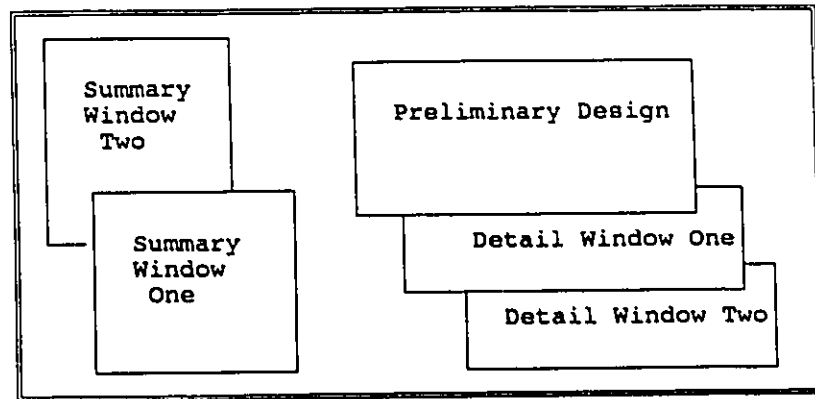 Summary
Window
Two
Summary
Window
One
Preliminary Design
Detail Window One
Detail Window Two